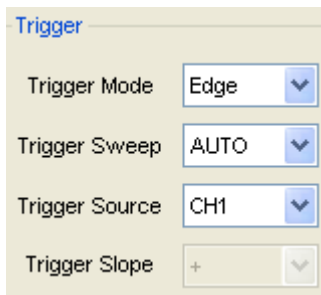 Trigger
Trigger Mode Edge
Trigger Sweep AUTO
Trigger Source CH1
Trigger Slope +